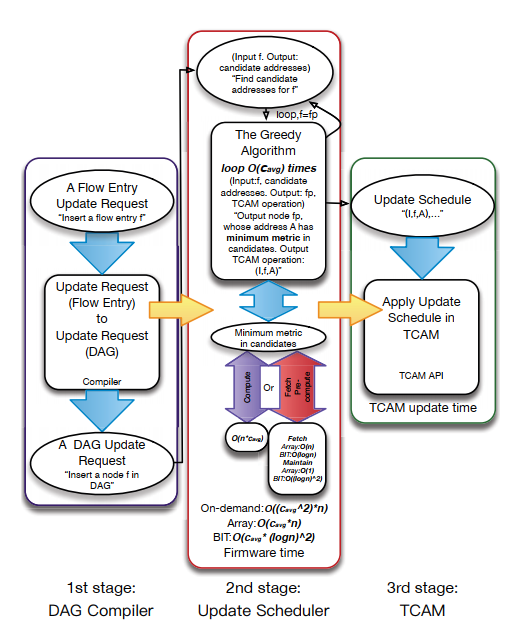 A Flow Entry
Update Request
"Insert a flow entry f"
Update Request
(Flow Entry)
to
Update Request
(DAG)
Compiler
A DAG Update
Request
"Insert a node f in
DAG"
(Input f. Output:
candidate addresses)
"Find candidate
addresses for f"
loop,f=fp
The Greedy
Algorithm
loop O(cavg) times
(Input:f, candidate
addresses. Output: fp,
TCAM operation)
"Output node fp,
whose address A has
minimum metric in
candidates. Output
TCAM operation:
(I,f,A)"
Minimum metric
in candidates
Compute
Or
Fetch
Pre-
compute
O(n*cavg)
Fetch
Array:O(n)
BIT:O(logn)
Maintain
Array:O(1)
BIT:O((logn)^2)
On-demand:O((cavg^2)*n)
Array:O(cavg*n)
BIT:O(cavg* (logn)^2)
Firmware time
Update Schedule
"(I,f,A),..."
Apply Update
Schedule in
TCAM
TCAM API
TCAM update time
1st stage:
DAG Compiler
2nd stage:
Update Scheduler
3rd stage:
TCAM